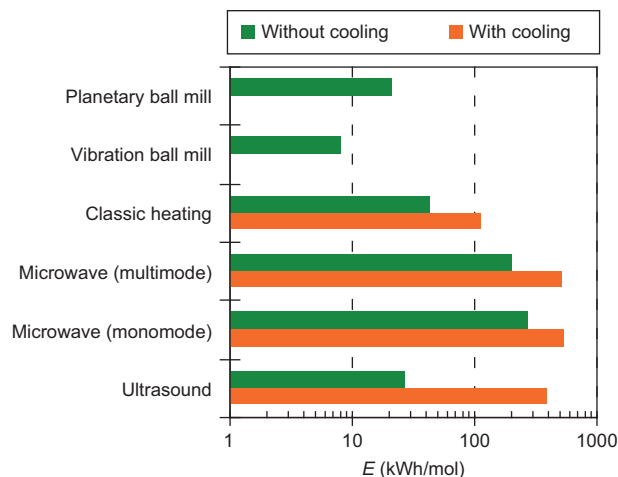 Without cooling With cooling
Planetary ball mill
Vibration ball mill
Classic heating
Microwave (multimode)
Microwave (monomode)
Ultrasound
1 10 100 1000
E (kWh/mol)